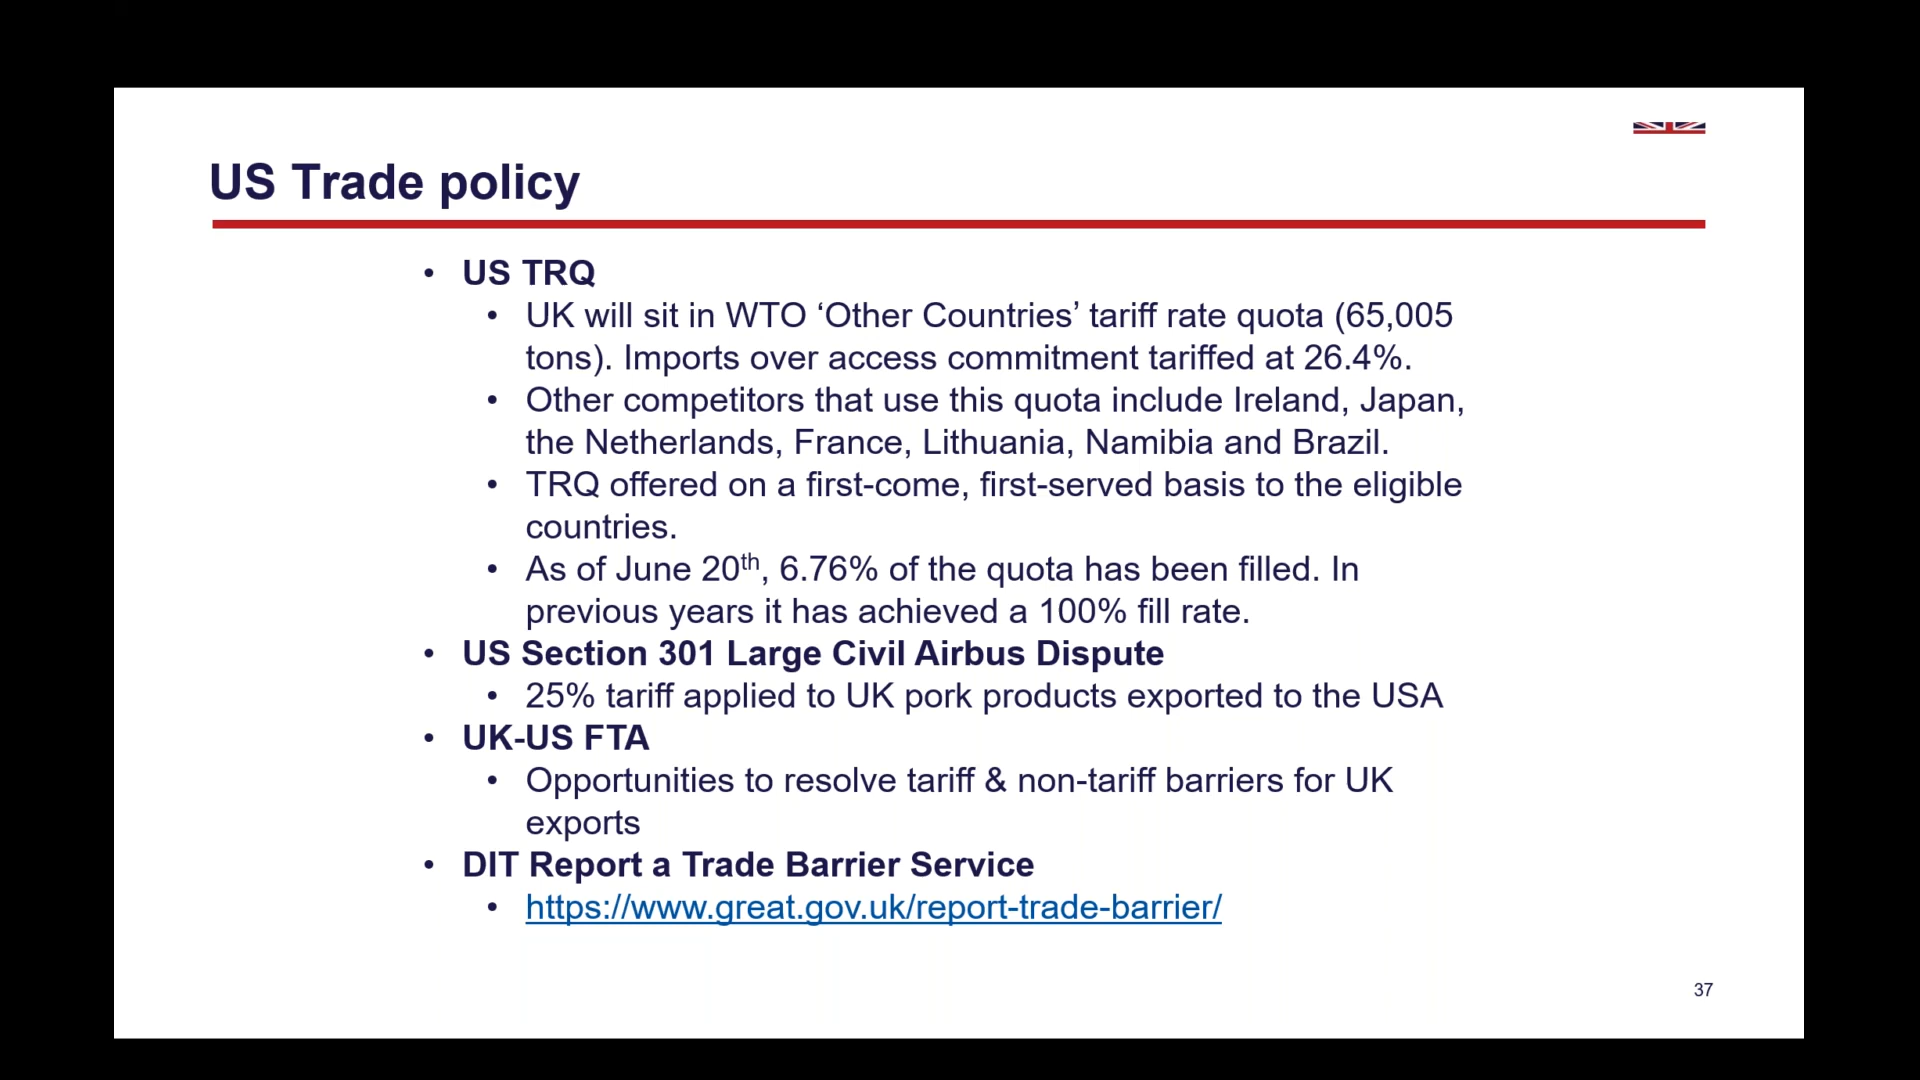 US Trade policy
• US TRQ
• UK will sit in WTO ‘Other Countries’ tariff rate quota (65,005
tons). Imports over access commitment tariffed at 26.4%.
• Other competitors that use this quota include Ireland, Japan,
the Netherlands, France, Lithuania, Namibia and Brazil.
• TRQ offered on a first-come, first-served basis to the eligible
countries.
• As of June 20th, 6.76% of the quota has been filled. In
previous years it has achieved a 100% fill rate.
• US Section 301 Large Civil Airbus Dispute
• 25% tariff applied to UK pork products exported to the USA
• UK-US FTA
• Opportunities to resolve tariff & non-tariff barriers for UK
exports
• DIT Report a Trade Barrier Service
• https://www.great.gov.uk/report-trade-barrier/
37